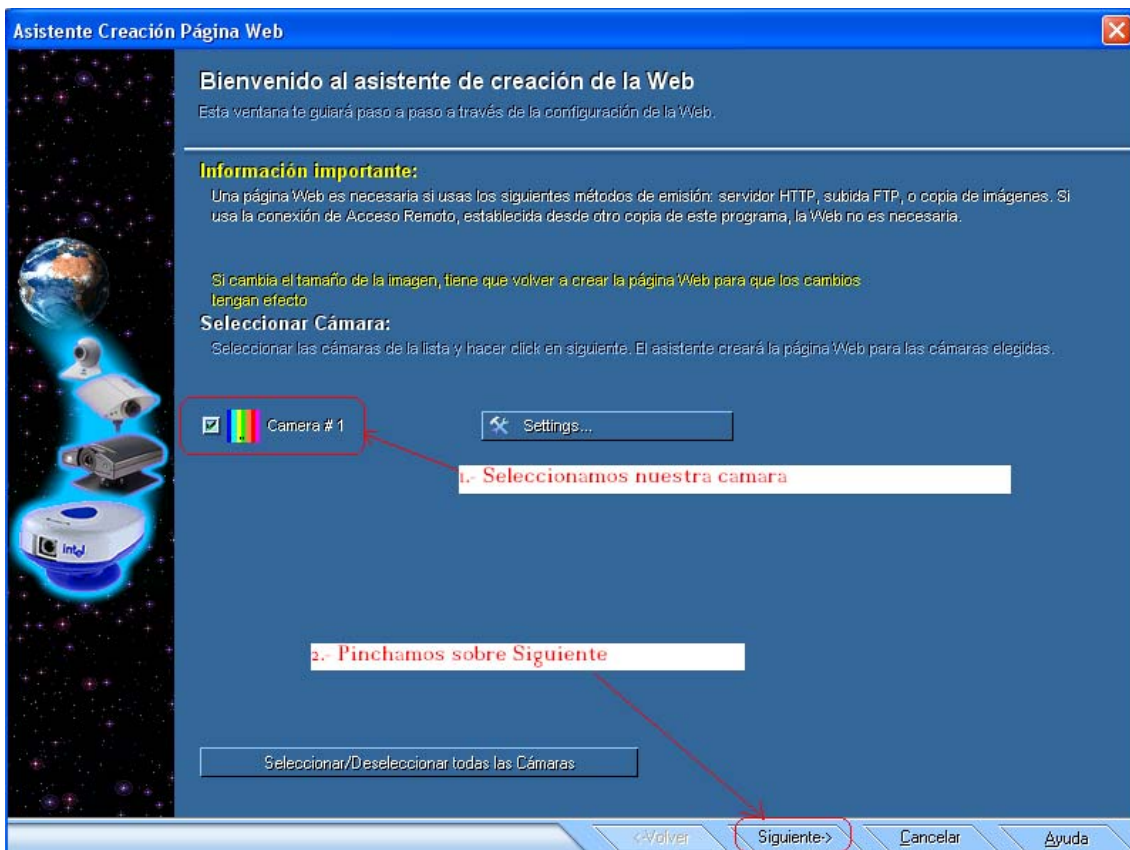 Asistente Creación Página Web
Bienvenido al asistente de creación de la Web
Esta ventana te guiará paso a paso a través de la configuración de la Web.
Información importante:
Una página Web es necesaria si usas los siguientes métodos de emisión: servidor HTTP, subida FTP, o copia de imágenes. Si
usa la conexión de Acceso Remoto, establecida desde otro copia de este programa, la Web no es necesaria.
Si cambia el tamaño de la imagen, tiene que volver a crear la página Web para que los cambios
tengan efecto
Seleccionar Cámara:
Seleccionar las cámaras de la lista y hacer click en siguiente. El asistente creará la página Web para las cámaras elegidas.
Camera # 1
Settings...
1.- Seleccionamos nuestra camara
intel
2.- Pinchamos sobre Siguiente
Seleccionar/Deseleccionar todas las Cámaras
<-Volver
Siguiente->
Cancelar
Ayuda